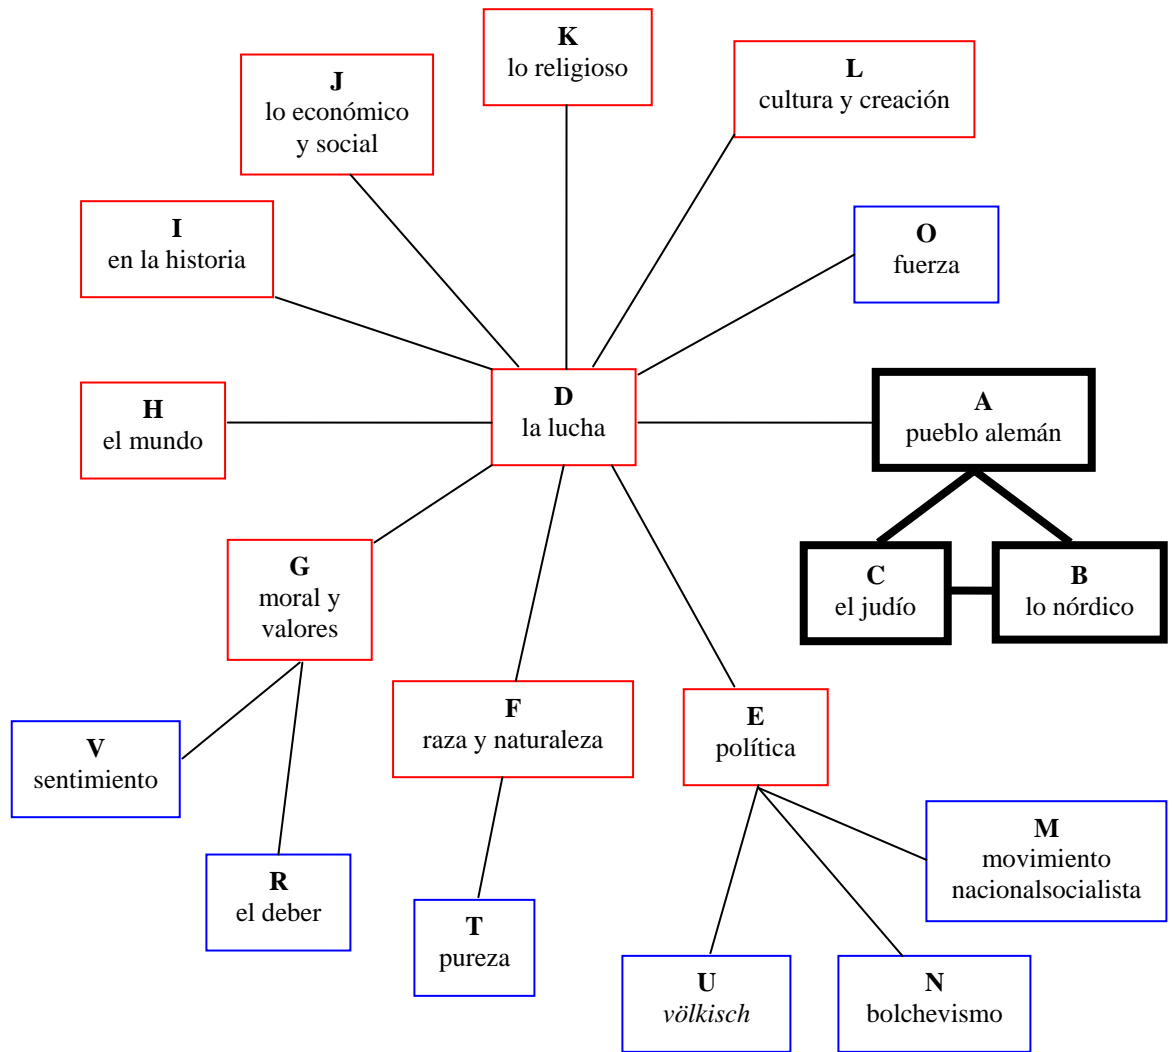 K
lo religioso
L
cultura y creación
J
lo económico
y social
I
en la historia
O
fuerza
D
la lucha
A
pueblo alemán
H
el mundo
C
el judío
B
lo nórdico
G
moral y
valores
F
raza y naturaleza
E
política
V
sentimiento
M
movimiento
nacionalsocialista
R
el deber
T
pureza
U
völkisch
N
bolchevismo